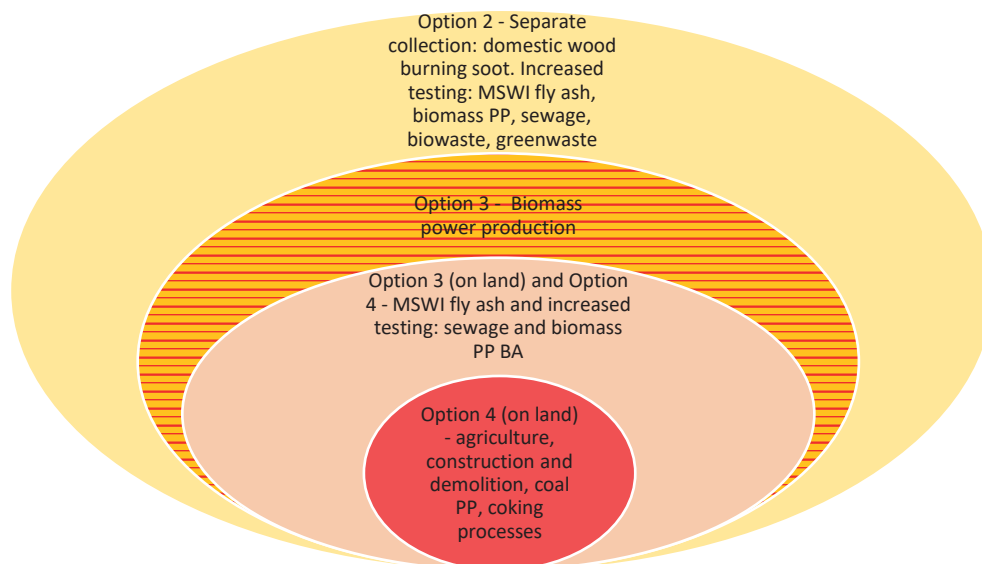 Option 2 - Separate
collection: domestic wood
burning soot. Increased
testing: MSWI fly ash,
biomass PP, sewage,
biowaste, greenwaste
Option 3 -  Biomass
power production
Option 3 (on land) and Option
4 - MSWI fly ash and increased
testing: sewage and biomass
PP BA
Option 4 (on land)
- agriculture,
construction and
demolition, coal
PP, coking
processes